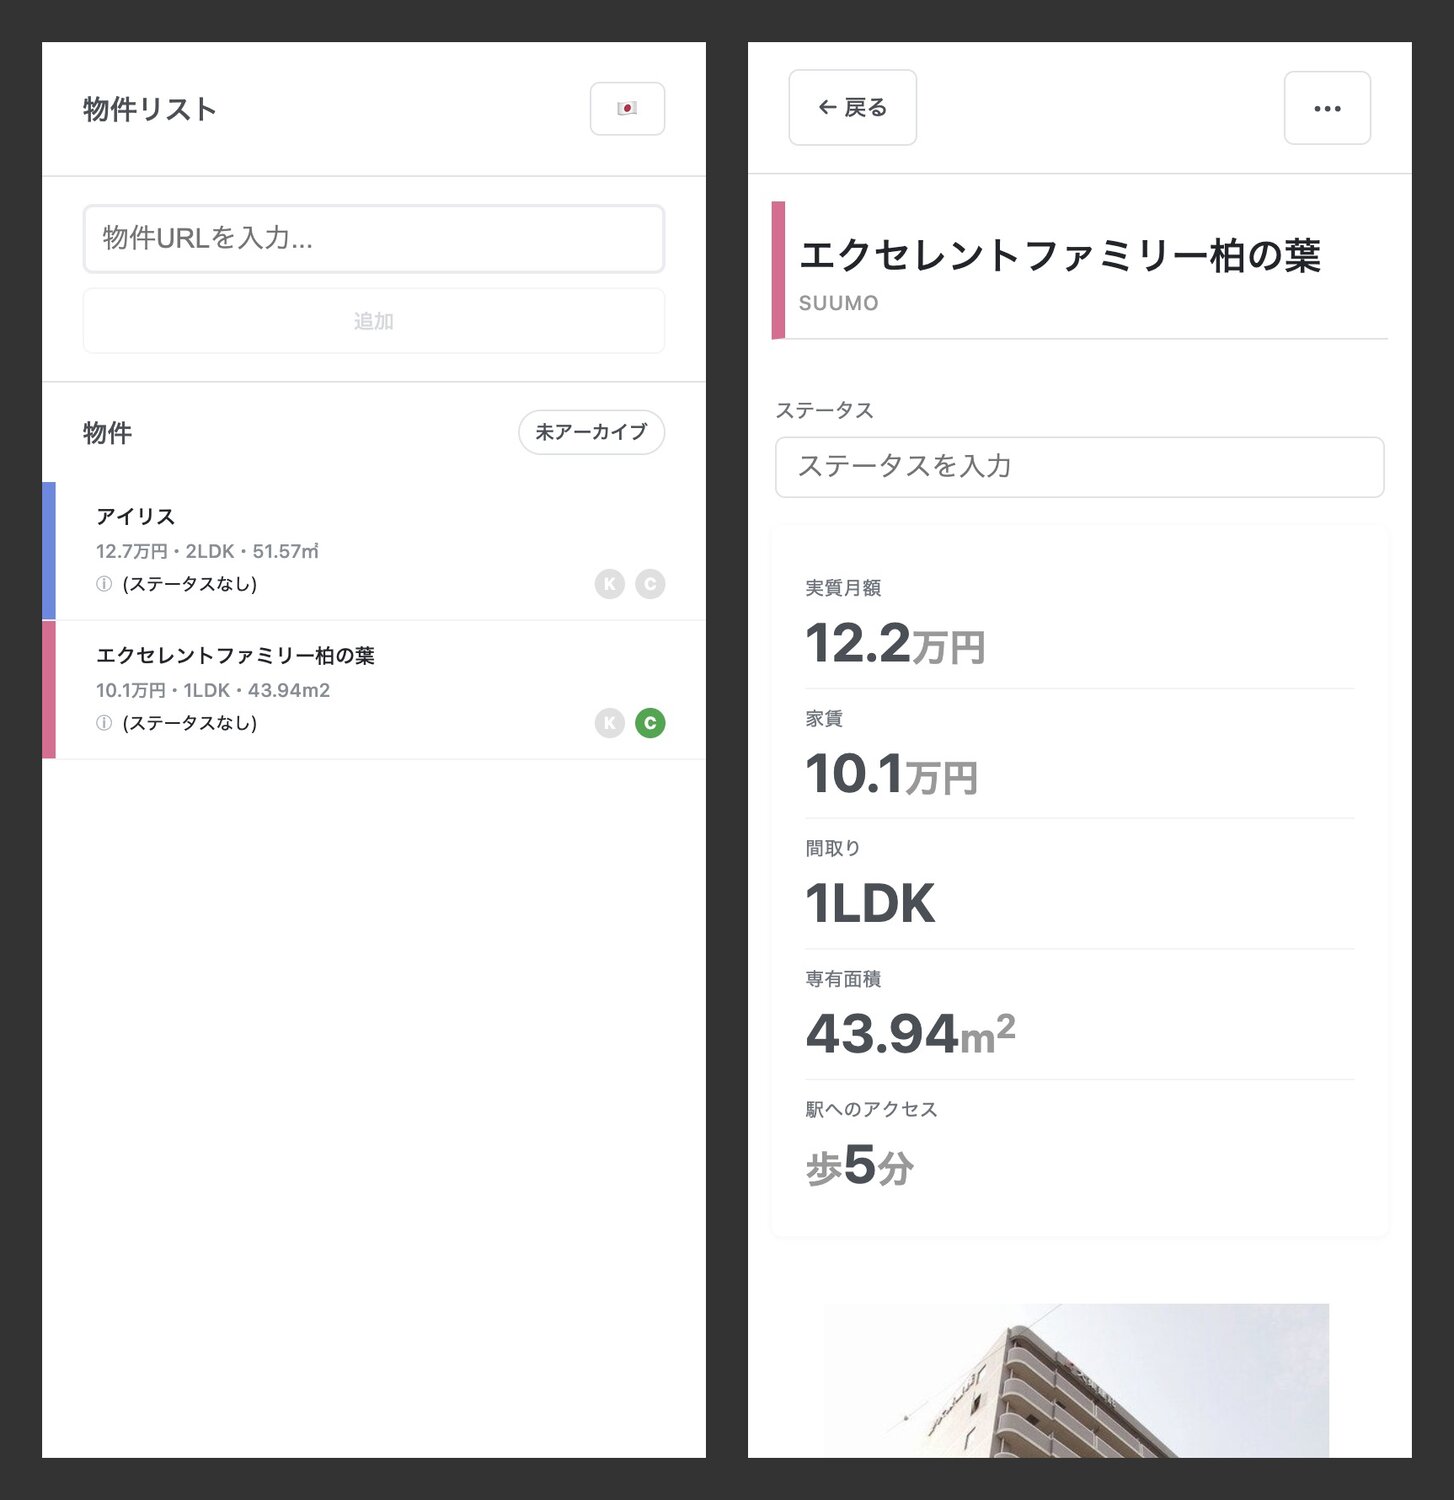 物件リスト
物件URLを入力...
追加
物件
未アーカイブ
アイリス
12.7万円・2LDK・51.57㎡
ⓘ (ステータスなし)
K C
エクセレントファミリー柏の葉
10.1万円・1LDK・43.94m2
ⓘ (ステータスなし)
K C
← 戻る
エクセレントファミリー柏の葉
SUUMO
ステータス
ステータスを入力
実質月額
12.2万円
家賃
10.1万円
間取り
1LDK
専有面積
43.94m²
駅へのアクセス
歩5分